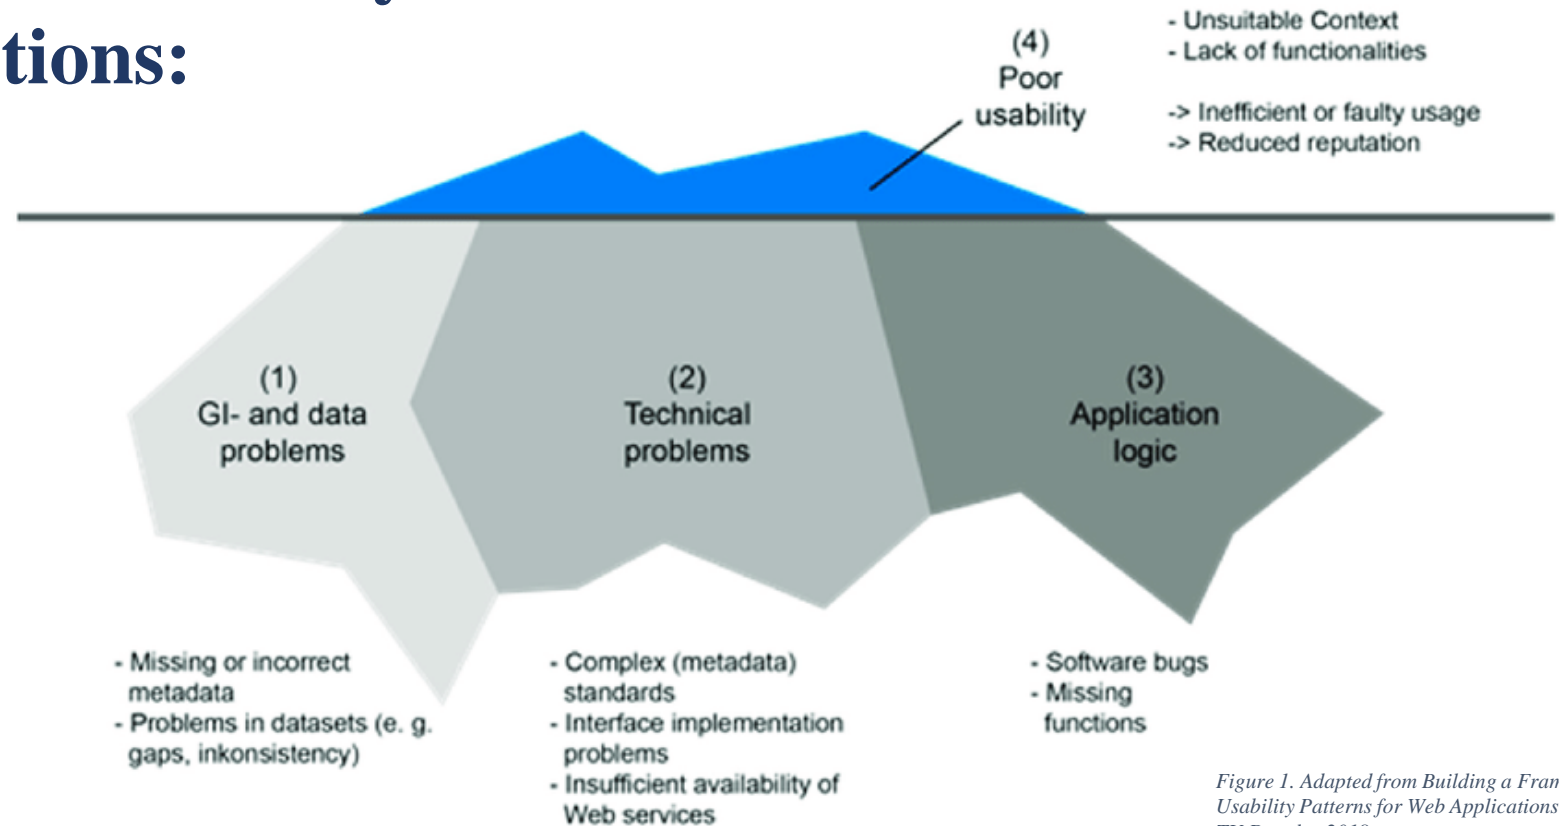 tions:
(4)
Poor
usability
- Unsuitable Context
- Lack of functionalities
-> Inefficient or faulty usage
-> Reduced reputation
(1)
GI- and data
problems
(2)
Technical
problems
(3)
Application
logic
- Missing or incorrect
metadata
- Problems in datasets (e. g.
gaps, inkonsistency)
- Complex (metadata)
standards
- Interface implementation
problems
- Insufficient availability of
Web services
- Software bugs
- Missing
functions
Figure 1. Adapted from Building a Fran
Usability Patterns for Web Applications